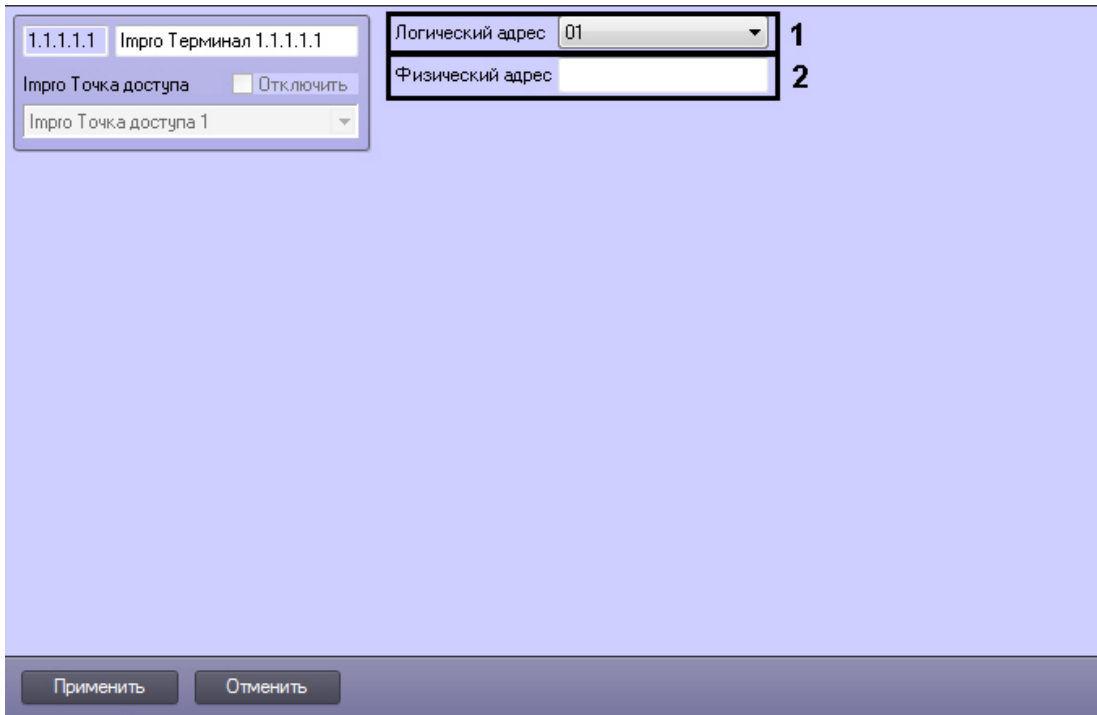 1.1.1.1.1 Impro Терминал 1.1.1.1.1
Impro Точка доступа Отключить
Impro Точка доступа 1
Логический адрес 01 1
Физический адрес 2
Применить Отменить